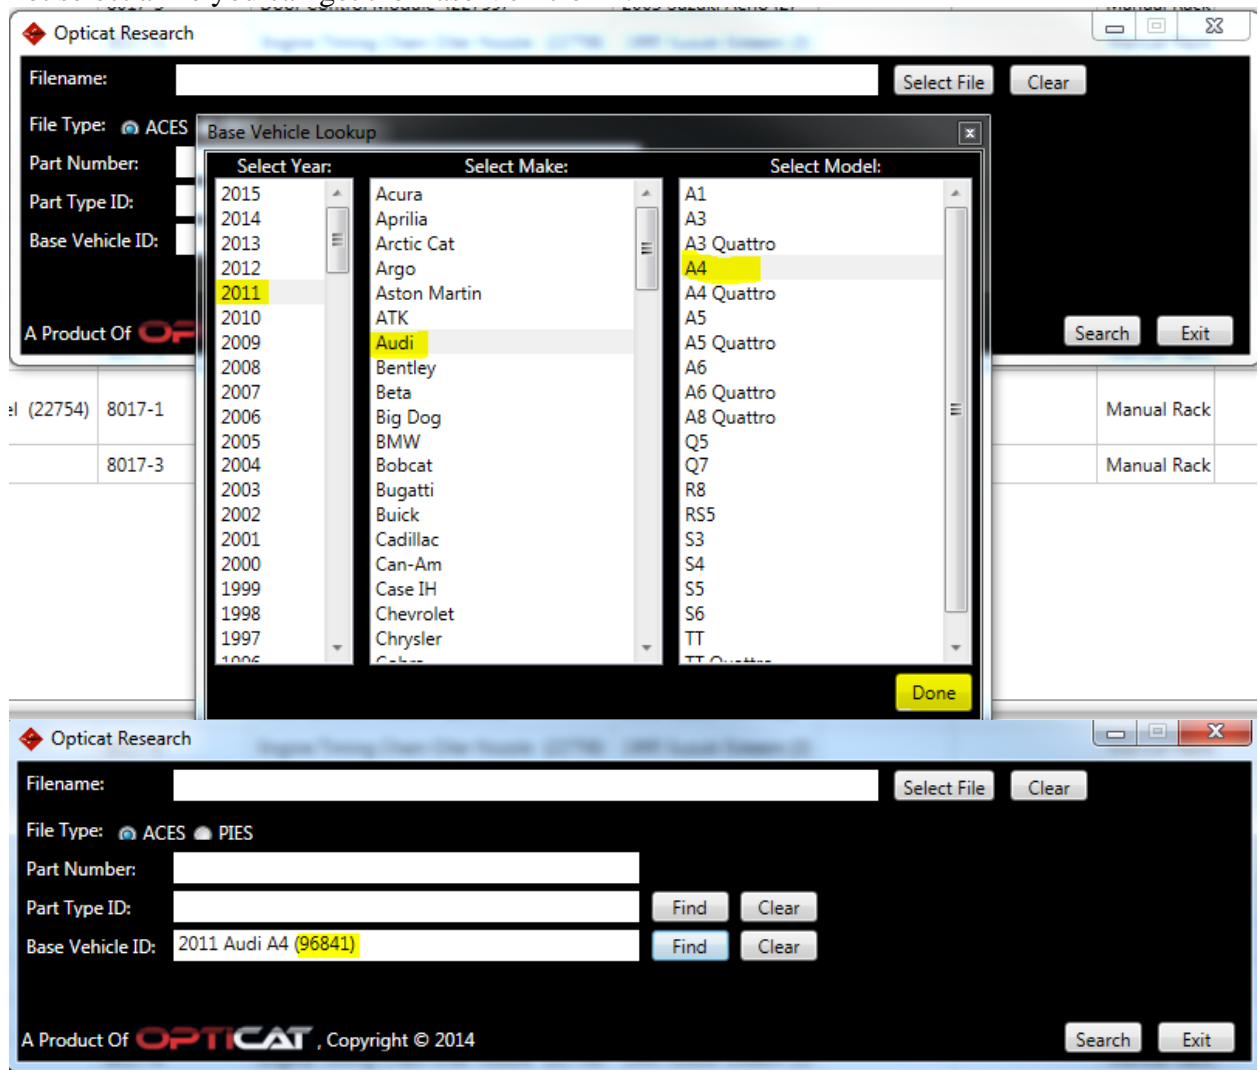 Opticat Research
Filename:
Select File
Clear
File Type:
ACES
Base Vehicle Lookup
Part Number:
Part Type ID:
Base Vehicle ID:
Select Year:
Select Make:
Select Model:
2015
2014
2013
2012
2011
2010
2009
2008
2007
2006
2005
2004
2003
2002
2001
2000
1999
1998
1997
1996
Acura
Aprilia
Arctic Cat
Argo
Aston Martin
ATK
Audi
Bentley
Beta
Big Dog
BMW
Bobcat
Bugatti
Buick
Cadillac
Can-Am
Case IH
Chevrolet
Chrysler
Cobra
A1
A3
A3 Quattro
A4
A4 Quattro
A5
A5 Quattro
A6
A6 Quattro
A8 Quattro
Q5
Q7
R8
RS5
S3
S4
S5
S6
TT
TT Quattro
Done
A Product Of
Search
Exit
(22754)
8017-1
Manual Rack
8017-3
Manual Rack
Opticat Research
Filename:
Select File
Clear
File Type:
ACES
PIES
Part Number:
Part Type ID:
Find
Clear
Base Vehicle ID:
2011 Audi A4 (96841)
Find
Clear
A Product Of OPTICAT , Copyright © 2014
Search
Exit